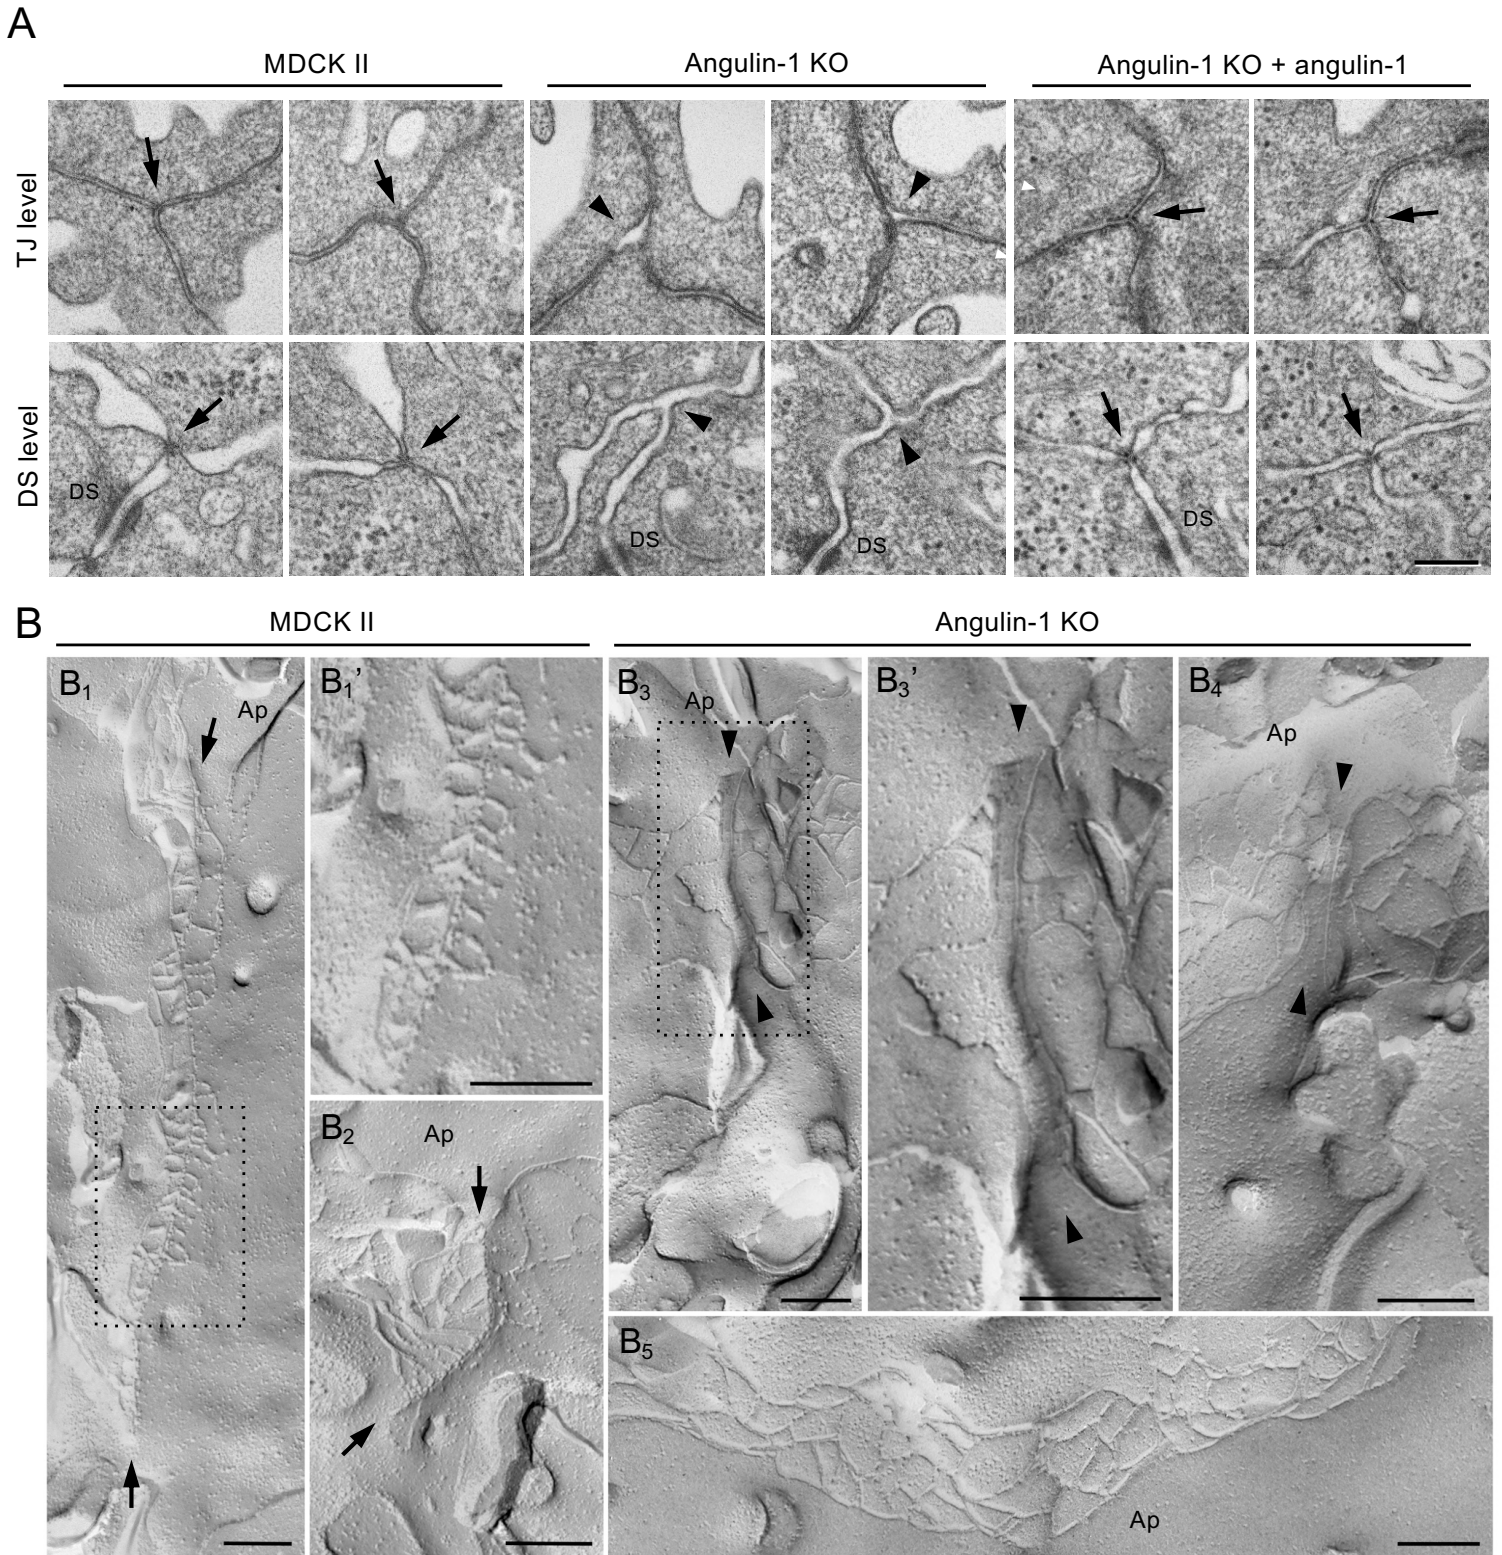 A
MDCK II
Angulin-1 KO
Angulin-1 KO + angulin-1
TJ level
DS level
DS
DS
DS
DS
B
MDCK II
Angulin-1 KO
B₁
Ap
B₁’
B₂
Ap
B₃
Ap
B₃’
B₄
Ap
B₅
Ap